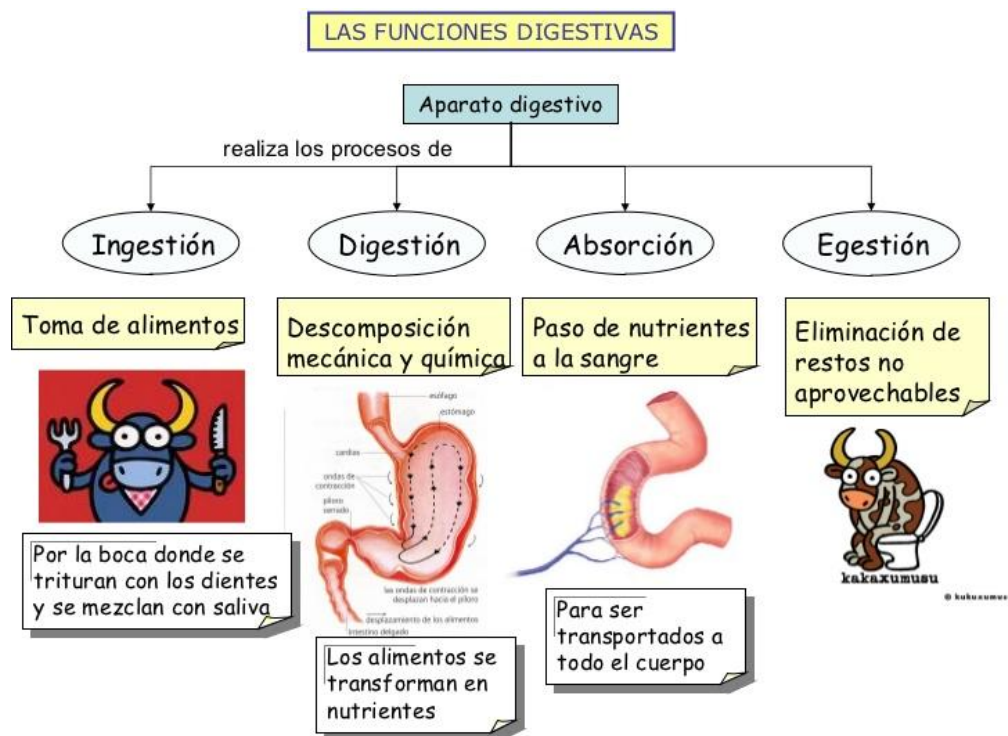 LAS FUNCIONES DIGESTIVAS
Aparato digestivo
realiza los procesos de
Ingestión
Digestión
Absorción
Egestión
Toma de alimentos
Descomposición
mecánica y química
Paso de nutrientes
a la sangre
Eliminación de
restos no
aprovechables
esófago
estómago
cardias
ondas de
contracción
píloro
cerrado
las ondas de contracción se
desplazan hacia el píloro
desplazamiento de los alimentos
intestino delgado
kakaxumusu
Por la boca donde se
trituran con los dientes
y se mezclan con saliva
Los alimentos se
transforman en
nutrientes
Para ser
transportados a
todo el cuerpo